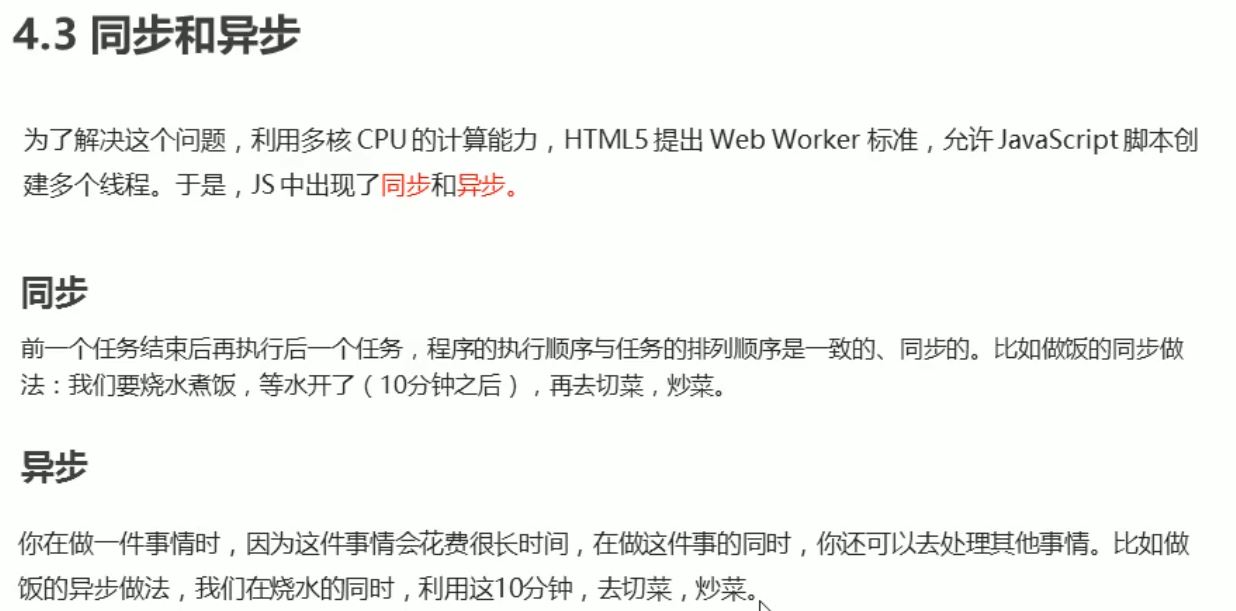 4.3 同步和异步
为了解决这个问题，利用多核 CPU 的计算能力，HTML5 提出 Web Worker 标准，允许 JavaScript 脚本创
建多个线程。于是，JS 中出现了同步和异步。
同步
前一个任务结束后再执行后一个任务，程序的执行顺序与任务的排列顺序是一致的、同步的。比如做饭的同步做
法：我们要烧水煮饭，等水开了（10分钟之后），再去切菜，炒菜。
异步
你在做一件事情时，因为这件事情会花费很长时间，在做这件事的同时，你还可以去处理其他事情。比如做
饭的异步做法，我们在烧水的同时，利用这10分钟，去切菜，炒菜。